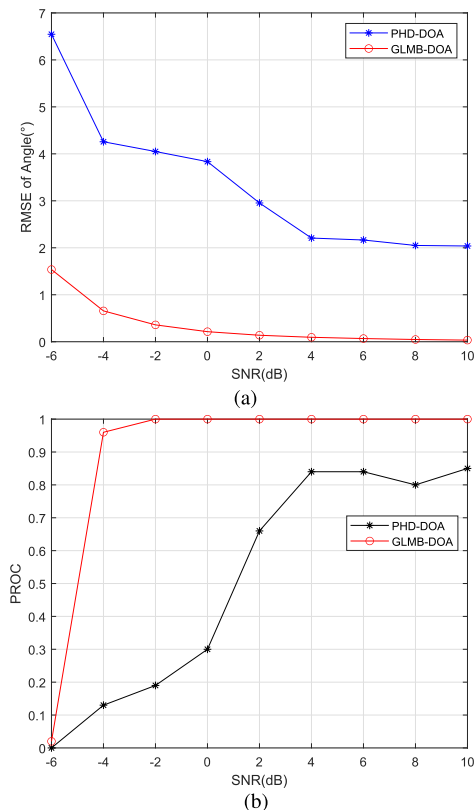 7
6
5
4
3
2
1
0
RMSE of Angle(°)
PHD-DOA
GLMB-DOA
-6 -4 -2 0 2 4 6 8 10
SNR(dB)
(a)
1
0.9
0.8
0.7
0.6
0.5
0.4
0.3
0.2
0.1
0
PROC
PHD-DOA
GLMB-DOA
-6 -4 -2 0 2 4 6 8 10
SNR(dB)
(b)